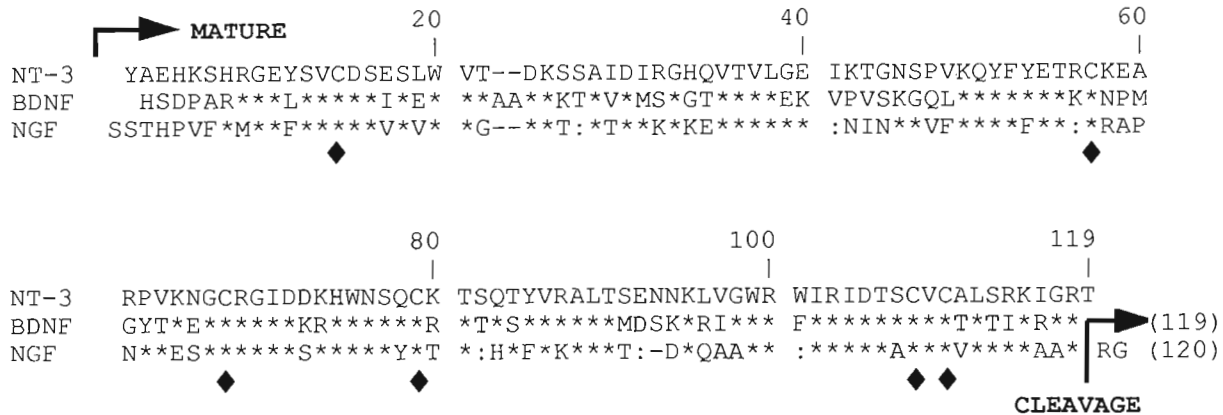 MATURE 20 40 60
NT-3 YAEHKSHRGEYSVCDSESLW VT--DKSSAIDIRGHQVTVLGE IKTGNSPVKQYFYETRCKEA
BDNF HSDPAR***L*****I*E* **AA**KT*V*MS*GT****EK VPVSKGQL*******K*NPM
NGF SSTHPVF*M**F*****V*V* *G--**T:*T**K*KE****** :NIN**VF****F**:*RAP
80 100 119
NT-3 RPVKNGCRGIDDKHWNSQCK TSQTYVRALTSENNKLVGWR WIRIDTSCVCALSRKIGRT
BDNF GYT*E******KR******R *T*S******MDSK*RI*** F*********T*TI*R** (119)
NGF N**ES******S*****Y*T *:H*F*K***T:-D*QAA** :*****A***V****AA* RG (120)
CLEAVAGE